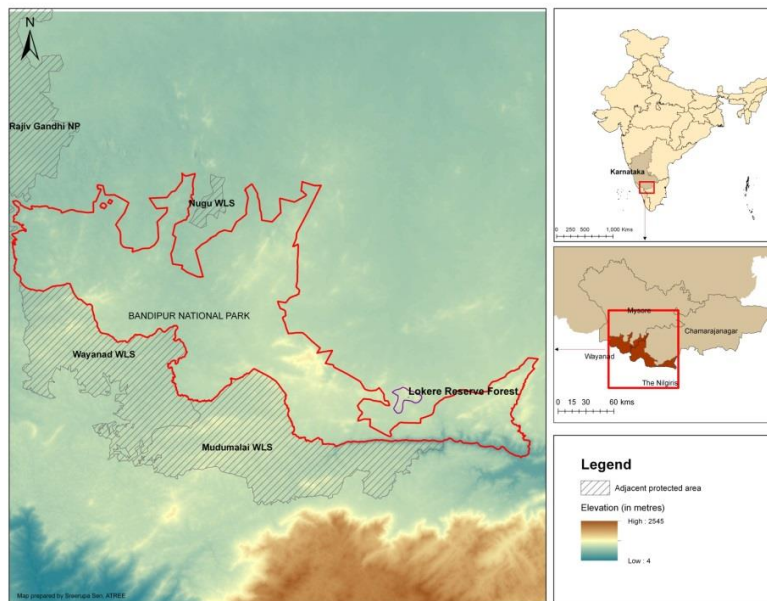 N
Rajiv Gandhi NP
Nugu WLS
BANDIPUR NATIONAL PARK
Wayanad WLS
Lokere Reserve Forest
Mudumalai WLS
Map prepared by Sreerupa Sen, ATREE
Karnataka
0 250 500 1,000 Kms
Mysore
Chamarajanagar
Wayanad
The Nilgiris
0 15 30 60 kms
Legend
Adjacent protected area
Elevation (in metres)
High : 2545
Low : 4